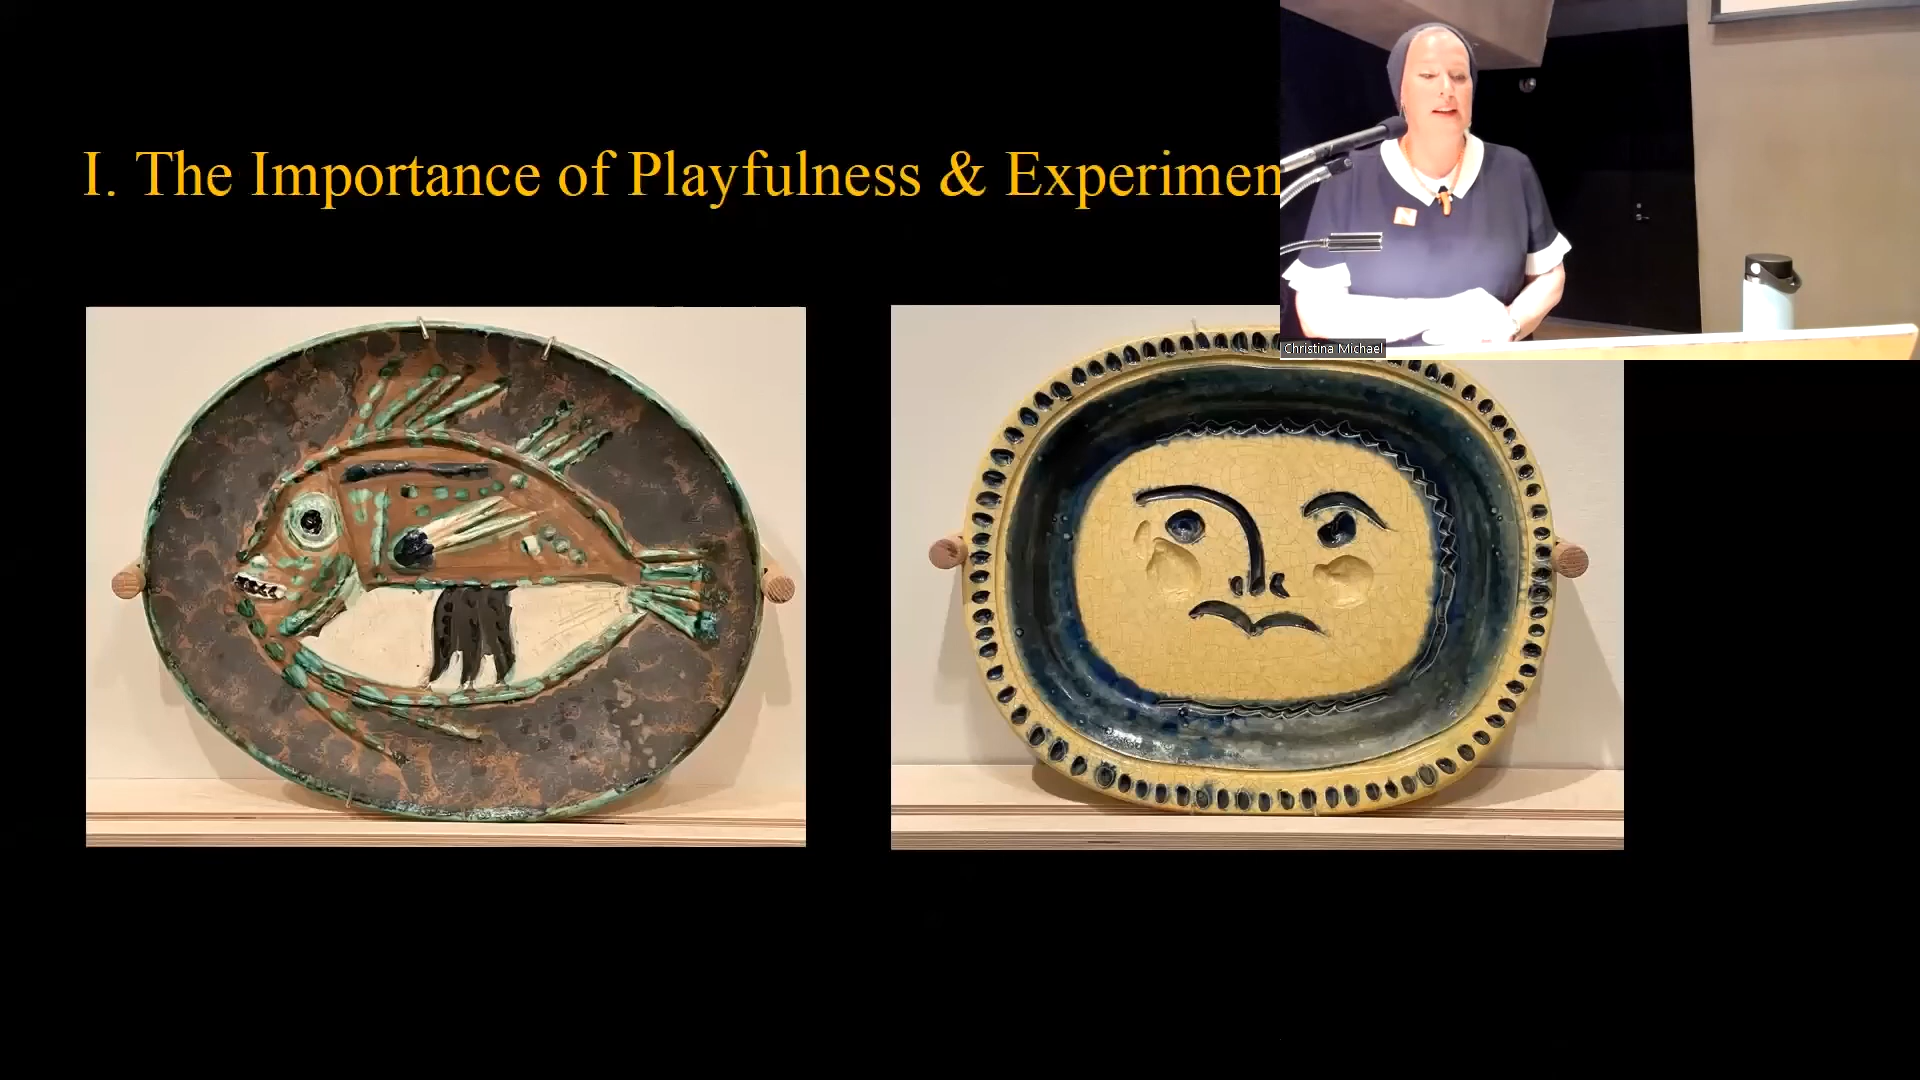 I. The Importance of Playfulness & Experimen
Christina Michael